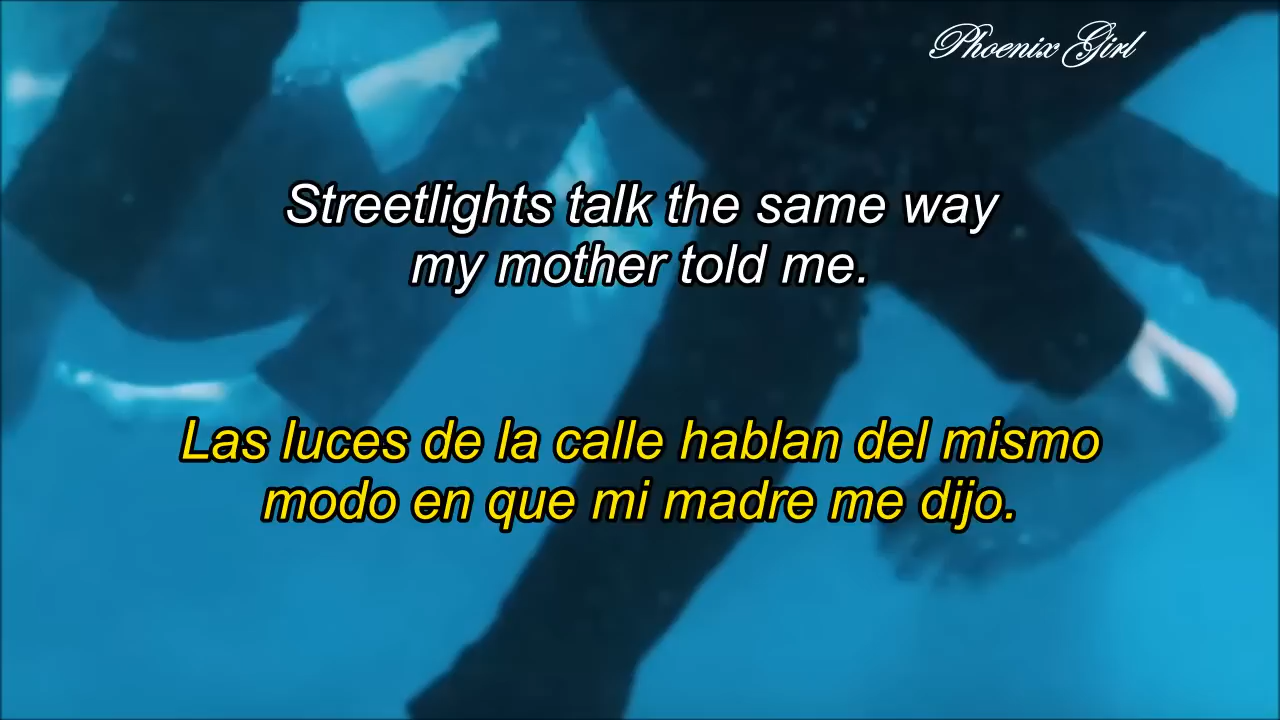 Phoenix Girl
Streetlights talk the same way
my mother told me.
Las luces de la calle hablan del mismo
modo en que mi madre me dijo.